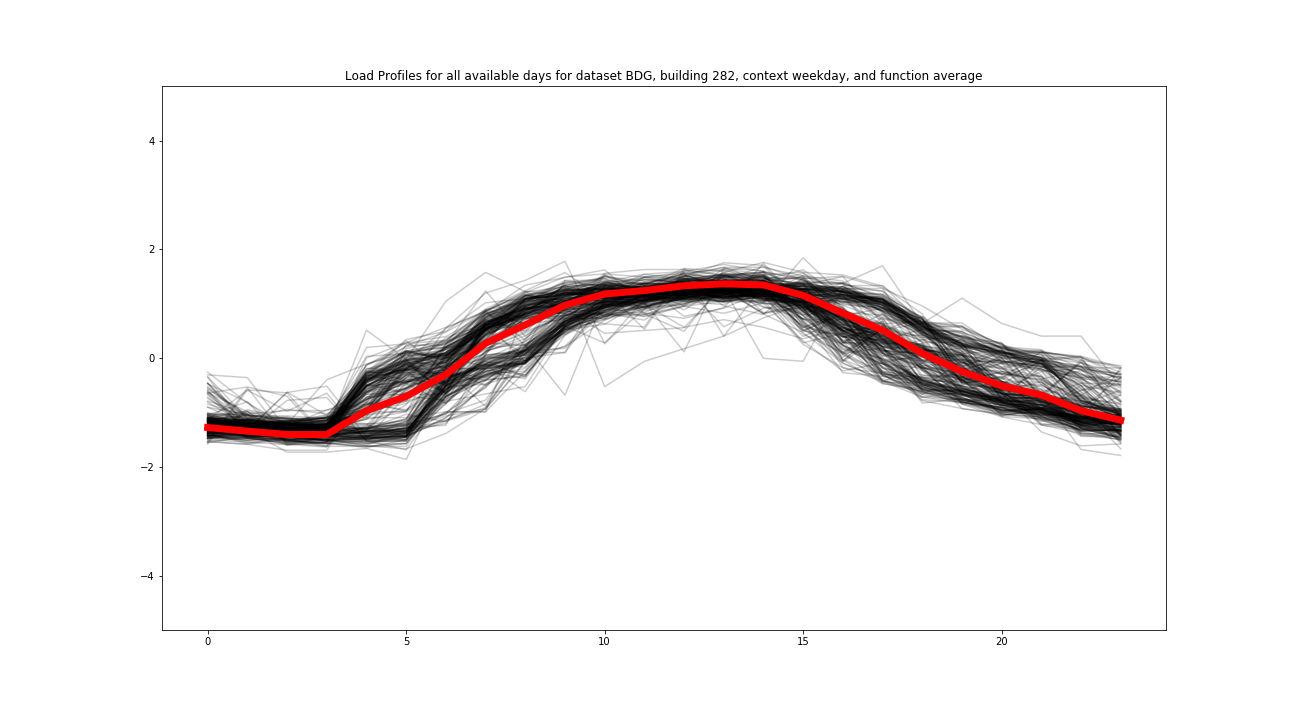 Load Profiles for all available days for dataset BDG, building 282, context weekday, and function average
4
2
0
−2
−4
0 5 10 15 20